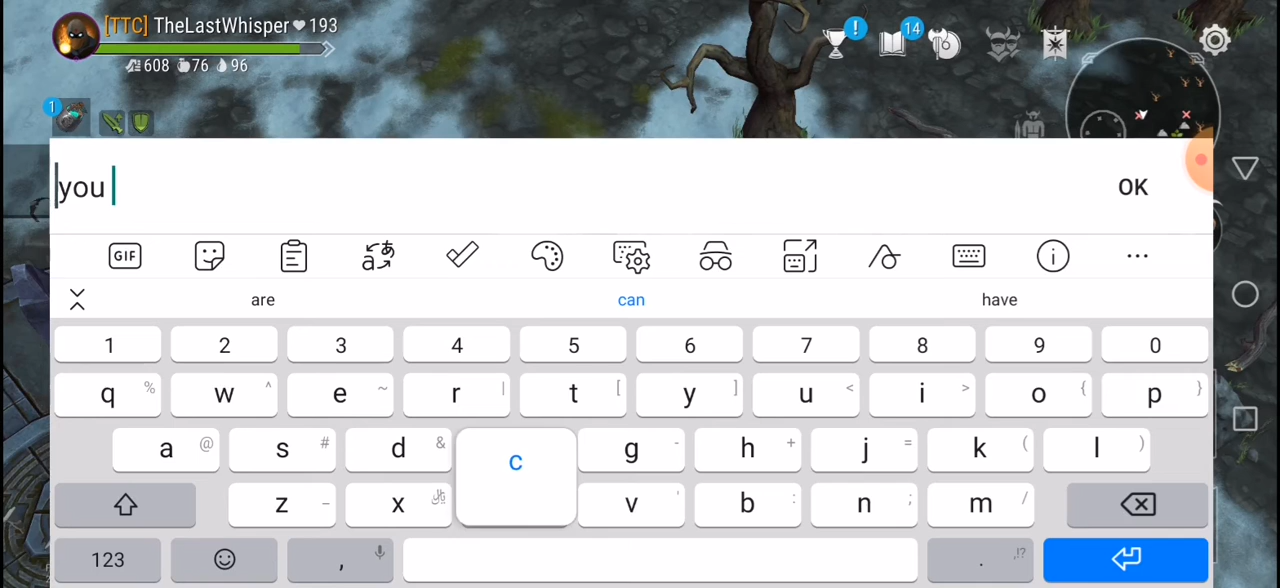 [TTC] TheLastWhisper 193
608 76 96
! 14
1
you
OK
GIF
are can have
1 2 3 4 5 6 7 8 9 0
q % w ^ e ~ r | t [ y ] u < i > o { p }
a @ s # d & c g - h + j = k ( l )
z _ x v ' b : n ; m /
123 , . ,!?